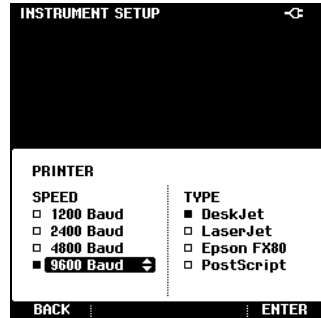 INSTRUMENT SETUP
PRINTER
SPEED
1200 Baud
2400 Baud
4800 Baud
9600 Baud
TYPE
DeskJet
LaserJet
Epson FX80
PostScript
BACK
ENTER